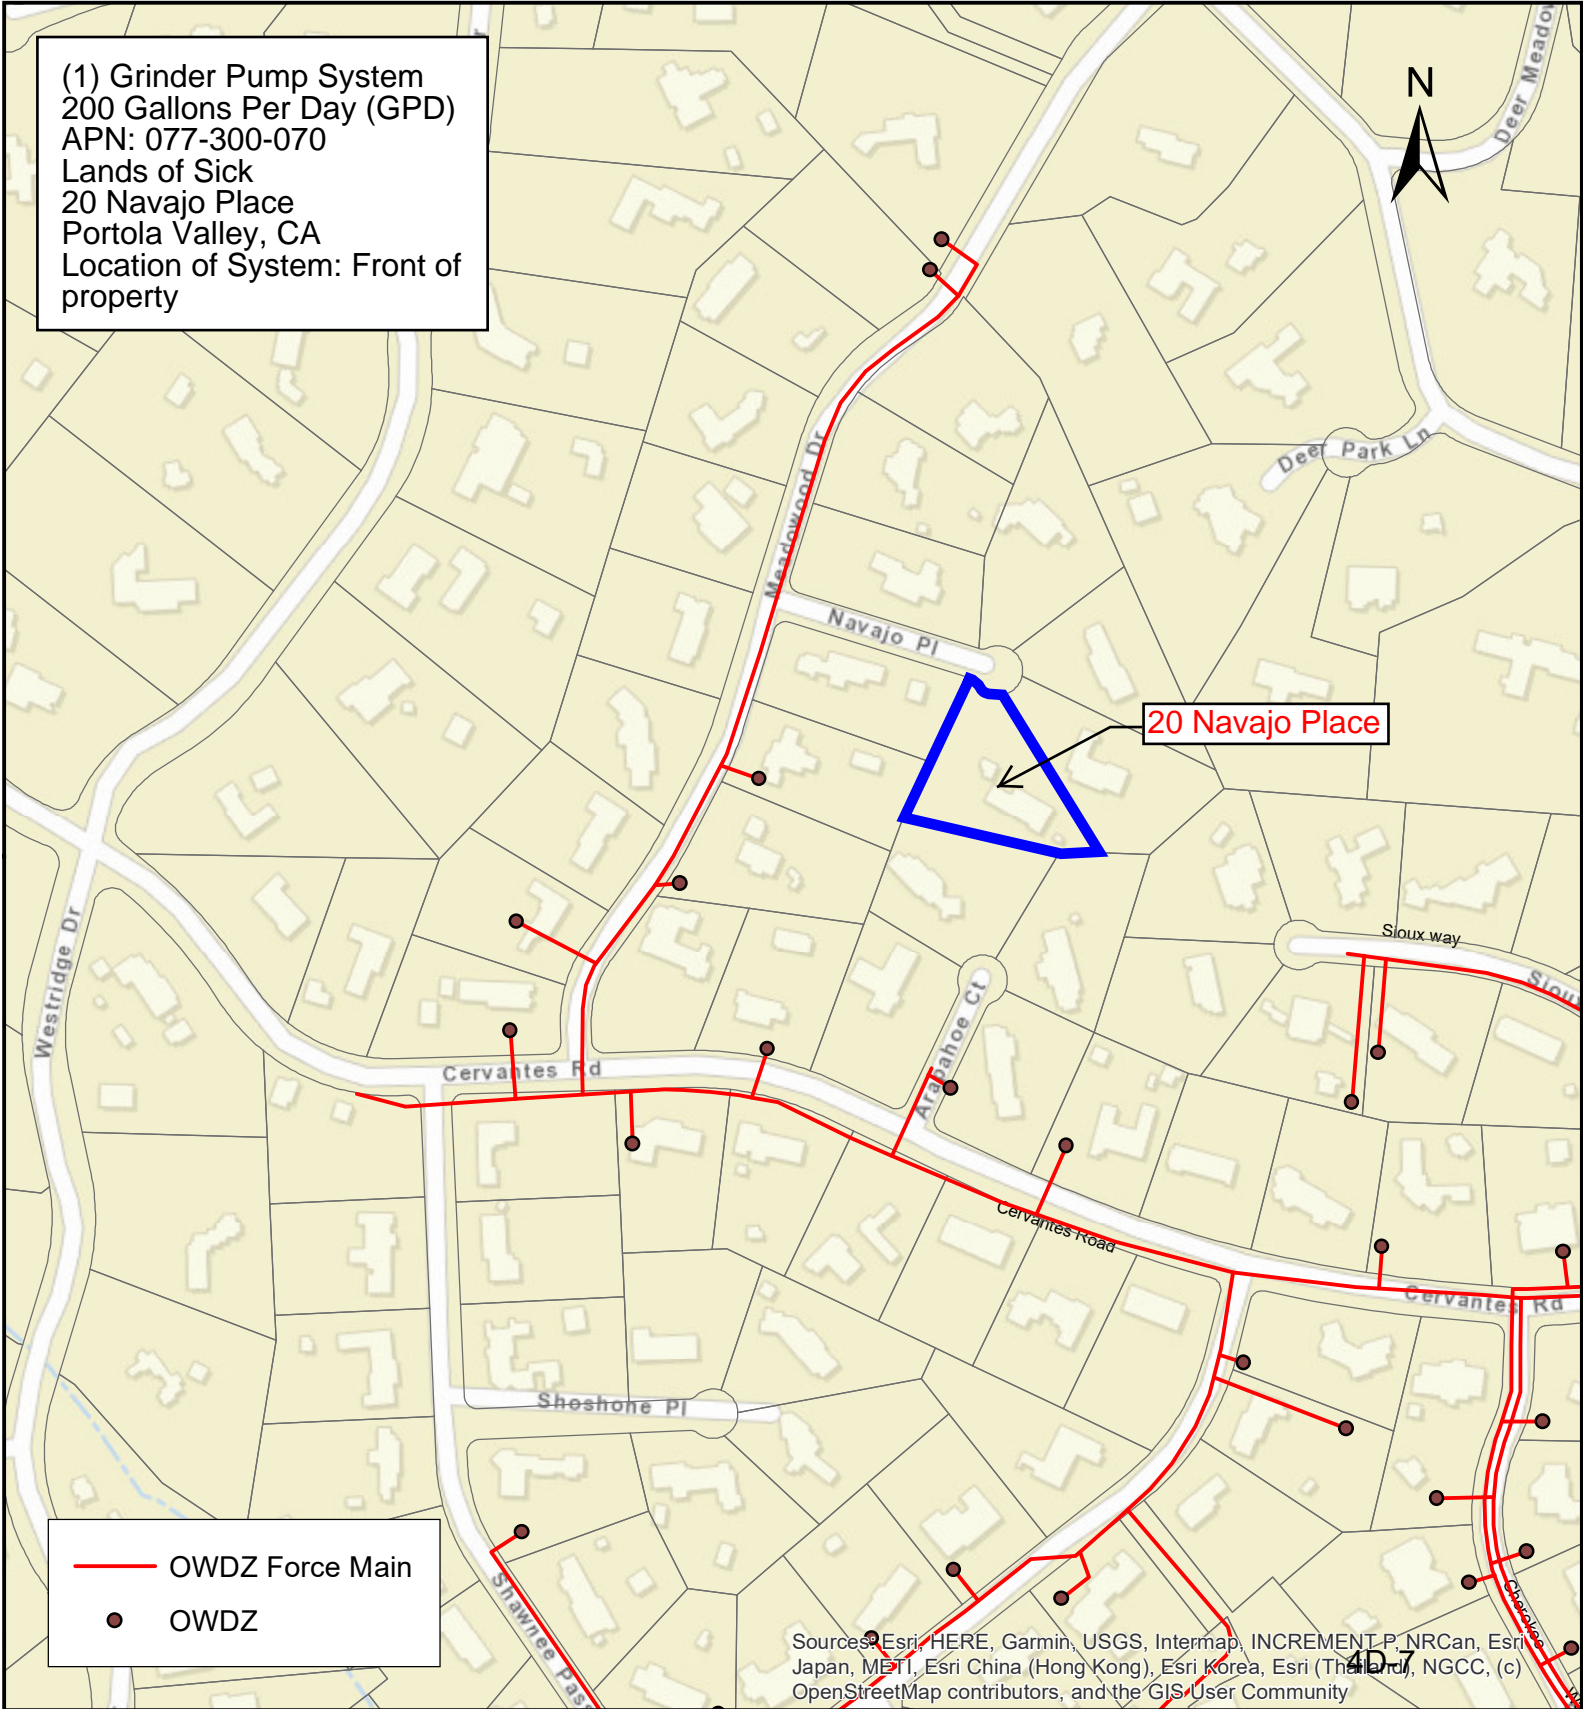 (1) Grinder Pump System
200 Gallons Per Day (GPD)
APN: 077-300-070
Lands of Sick
20 Navajo Place
Portola Valley, CA
Location of System: Front of
property
N
Deer Meadow
Deer Park Ln
Meadowood Dr
Navajo Pl
20 Navajo Place
Westridge Dr
Sioux way
Sioux
Arapahoe Ct
Cervantes Rd
Cervantes Road
Cervantes Rd
Shoshone Pl
Shawnee Pass
Cherokee
OWDZ Force Main
OWDZ
Sources: Esri, HERE, Garmin, USGS, Intermap, INCREMENT P, NRCan, Esri
Japan, METI, Esri China (Hong Kong), Esri Korea, Esri (Thailand), NGCC, (c)
OpenStreetMap contributors, and the GIS User Community
4D-7